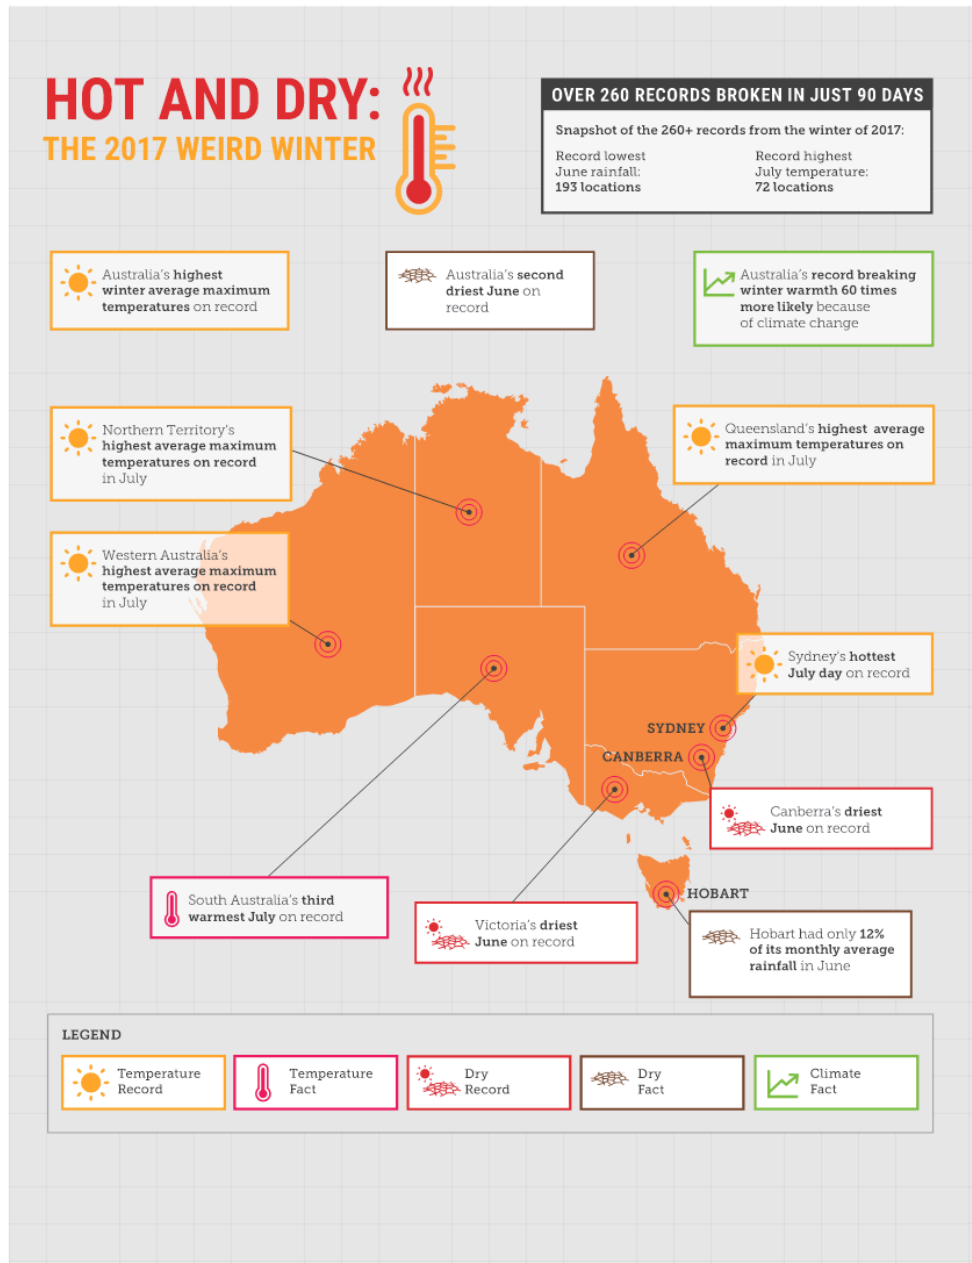 HOT AND DRY:
THE 2017 WEIRD WINTER
OVER 260 RECORDS BROKEN IN JUST 90 DAYS
Snapshot of the 260+ records from the winter of 2017:
Record lowest
June rainfall:
193 locations
Record highest
July temperature:
72 locations
Australia's highest
winter average maximum
temperatures on record
Australia's second
driest June on
record
Australia's record breaking
winter warmth 60 times
more likely because
of climate change
Northern Territory's
highest average maximum
temperatures on record
in July
Queensland's highest average
maximum temperatures on
record in July
Western Australia's
highest average maximum
temperatures on record
in July
Sydney's hottest
July day on record
SYDNEY
CANBERRA
Canberra's driest
June on record
South Australia's third
warmest July on record
Victoria's driest
June on record
HOBART
Hobart had only 12%
of its monthly average
rainfall in June
LEGEND
Temperature
Record
Temperature
Fact
Dry
Record
Dry
Fact
Climate
Fact